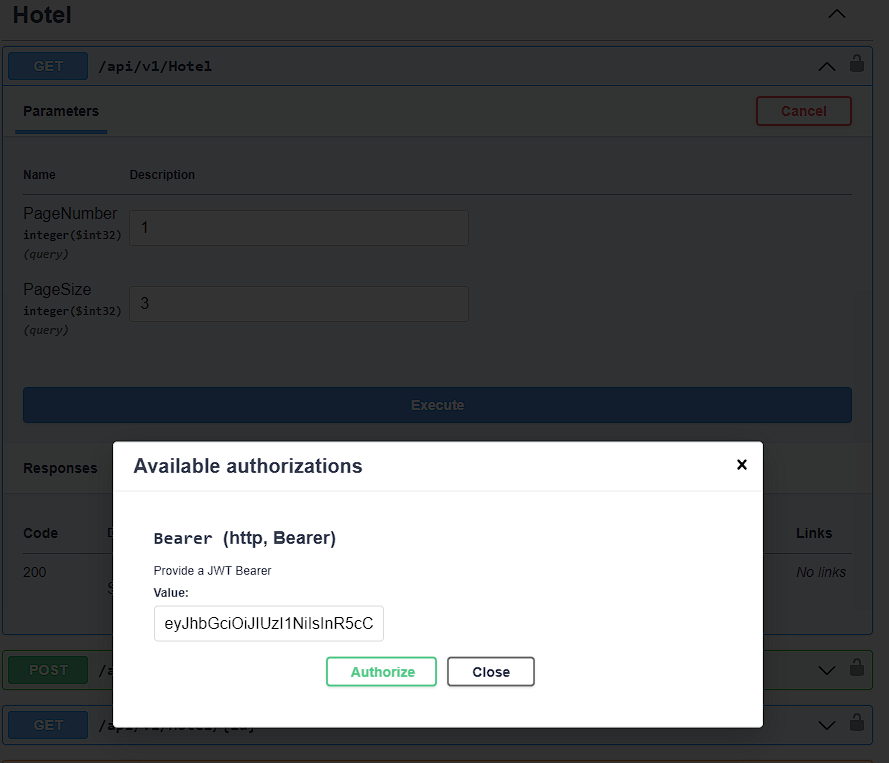 Hotel
GET /api/v1/Hotel
Parameters
Cancel
Name Description
PageNumber
integer($int32)
(query)
1
PageSize
integer($int32)
(query)
3
Execute
Responses
Available authorizations
Code
Links
200
No links
Bearer (http, Bearer)
Provide a JWT Bearer
Value:
eyJhbGciOiJIUzI1NiIsInR5cC
Authorize
Close
POST
GET